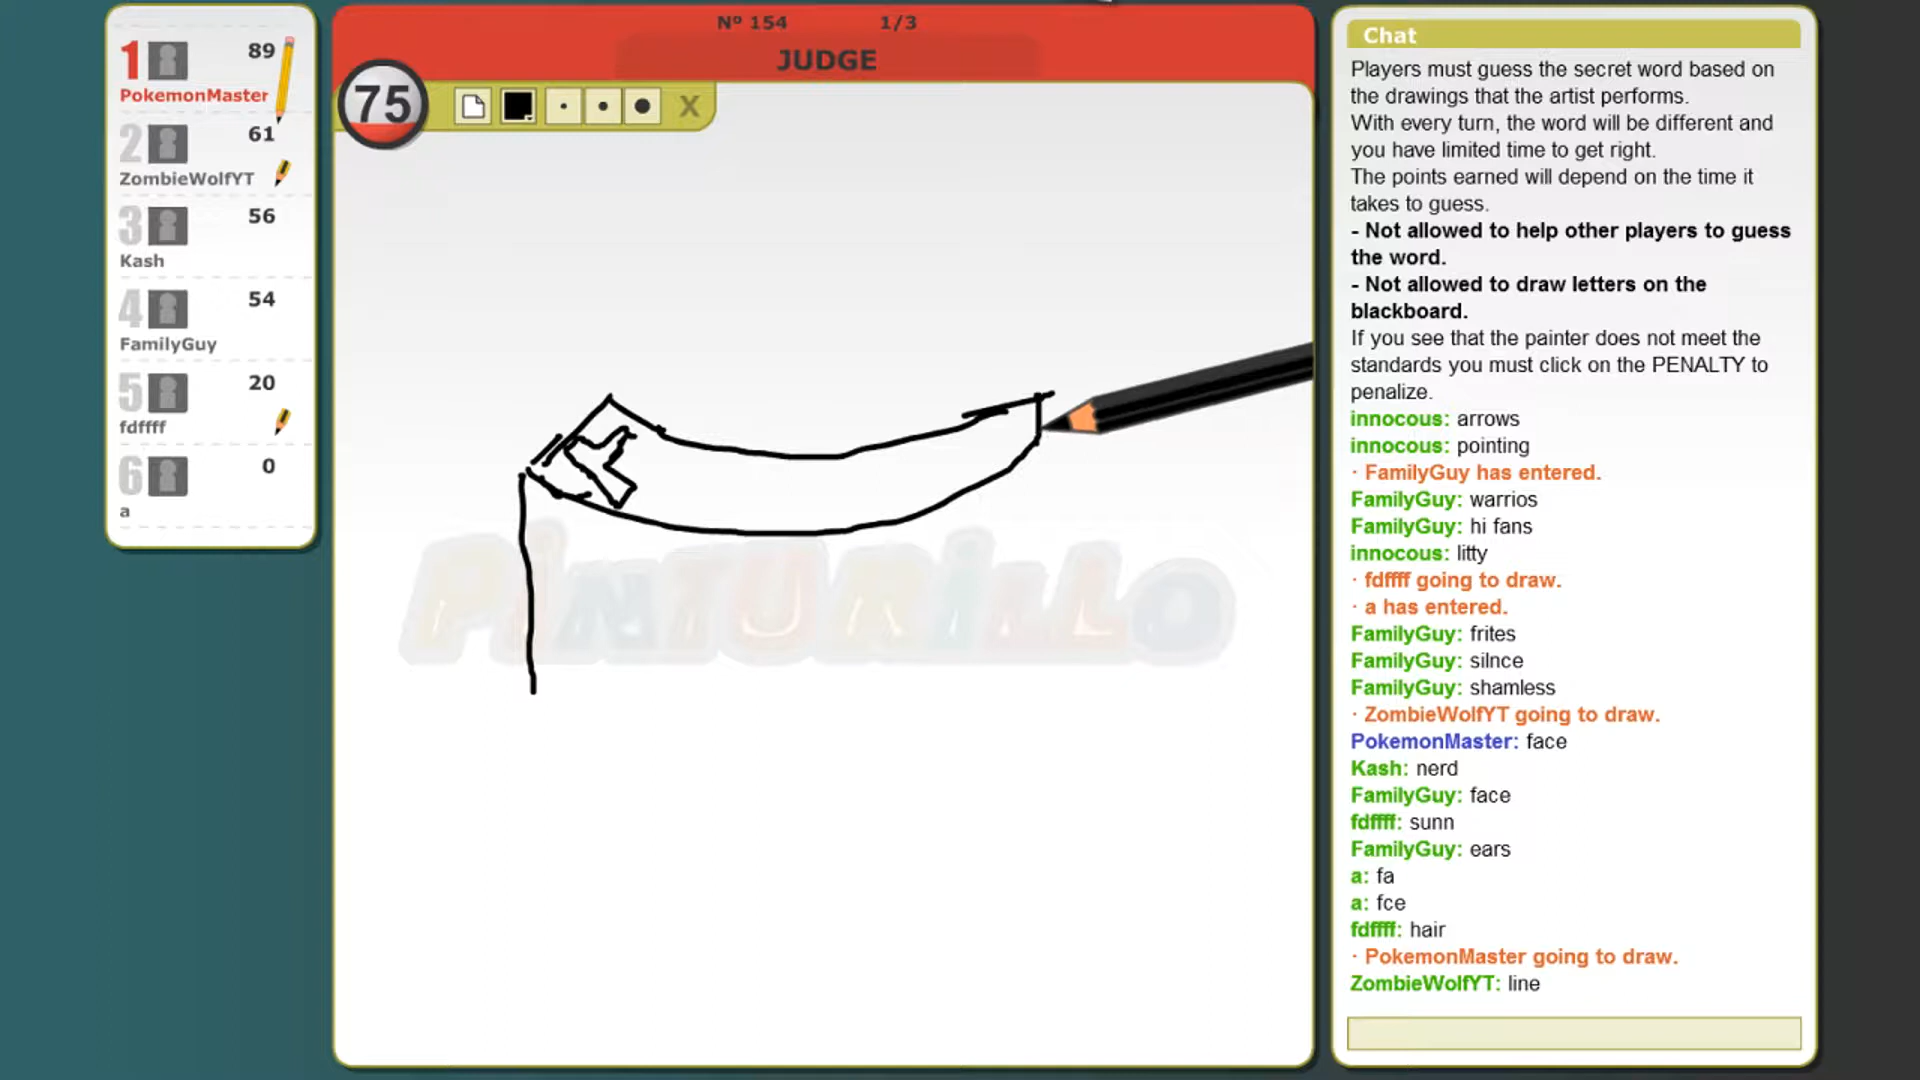 1
89
PokemonMaster
2
61
ZombieWolfYT
3
56
Kash
4
54
FamilyGuy
5
20
fdffff
6
0
a
Nº 154 1/3
JUDGE
75
X
PINTURILLO
Chat
Players must guess the secret word based on
the drawings that the artist performs.
With every turn, the word will be different and
you have limited time to get right.
The points earned will depend on the time it
takes to guess.
- Not allowed to help other players to guess
the word.
- Not allowed to draw letters on the
blackboard.
If you see that the painter does not meet the
standards you must click on the PENALTY to
penalize.
innocous: arrows
innocous: pointing
· FamilyGuy has entered.
FamilyGuy: warrios
FamilyGuy: hi fans
innocous: litty
· fdffff going to draw.
· a has entered.
FamilyGuy: frites
FamilyGuy: silnce
FamilyGuy: shamless
· ZombieWolfYT going to draw.
PokemonMaster: face
Kash: nerd
FamilyGuy: face
fdffff: sunn
FamilyGuy: ears
a: fa
a: fce
fdffff: hair
· PokemonMaster going to draw.
ZombieWolfYT: line